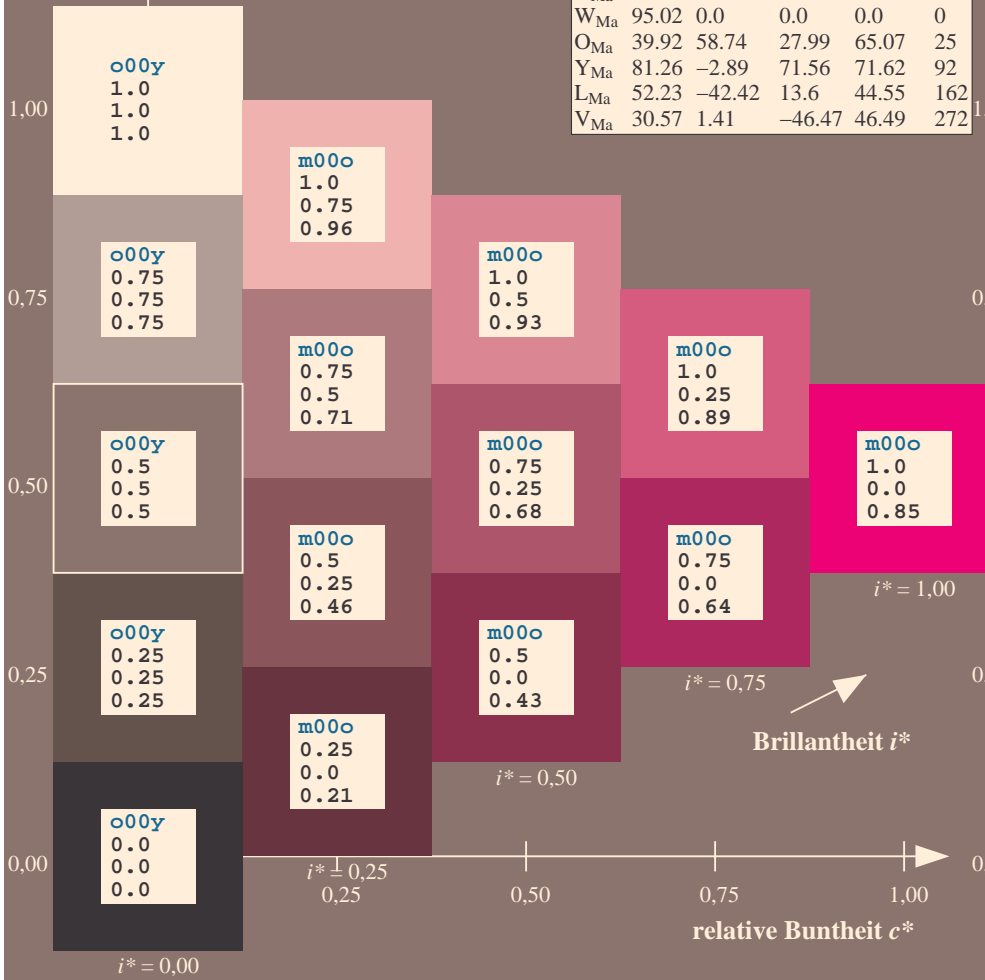 W Ma 95.02 0.0 0.0 0.0 0
O Ma 39.92 58.74 27.99 65.07 25
Y Ma 81.26 −2.89 71.56 71.62 92
L Ma 52.23 −42.42 13.6 44.55 162
V Ma 30.57 1.41 −46.47 46.49 272
o00y
1.0
1.0
1.0
1,00
m00o
1.0
0.75
0.96
o00y
0.75
0.75
0.75
m00o
1.0
0.5
0.93
0,75
m00o
0.75
0.5
0.71
m00o
1.0
0.25
0.89
o00y
0.5
0.5
0.5
m00o
0.75
0.25
0.68
m00o
1.0
0.0
0.85
0,50
m00o
0.5
0.25
0.46
m00o
0.75
0.0
0.64
i* = 1,00
o00y
0.25
0.25
0.25
m00o
0.5
0.0
0.43
0,25
i* = 0,75
m00o
0.25
0.0
0.21
Brillantheit i*
i* = 0,50
o00y
0.0
0.0
0.0
0,00
i* = 0,25
0,25 0,50 0,75 1,00
relative Buntheit c*
i* = 0,00